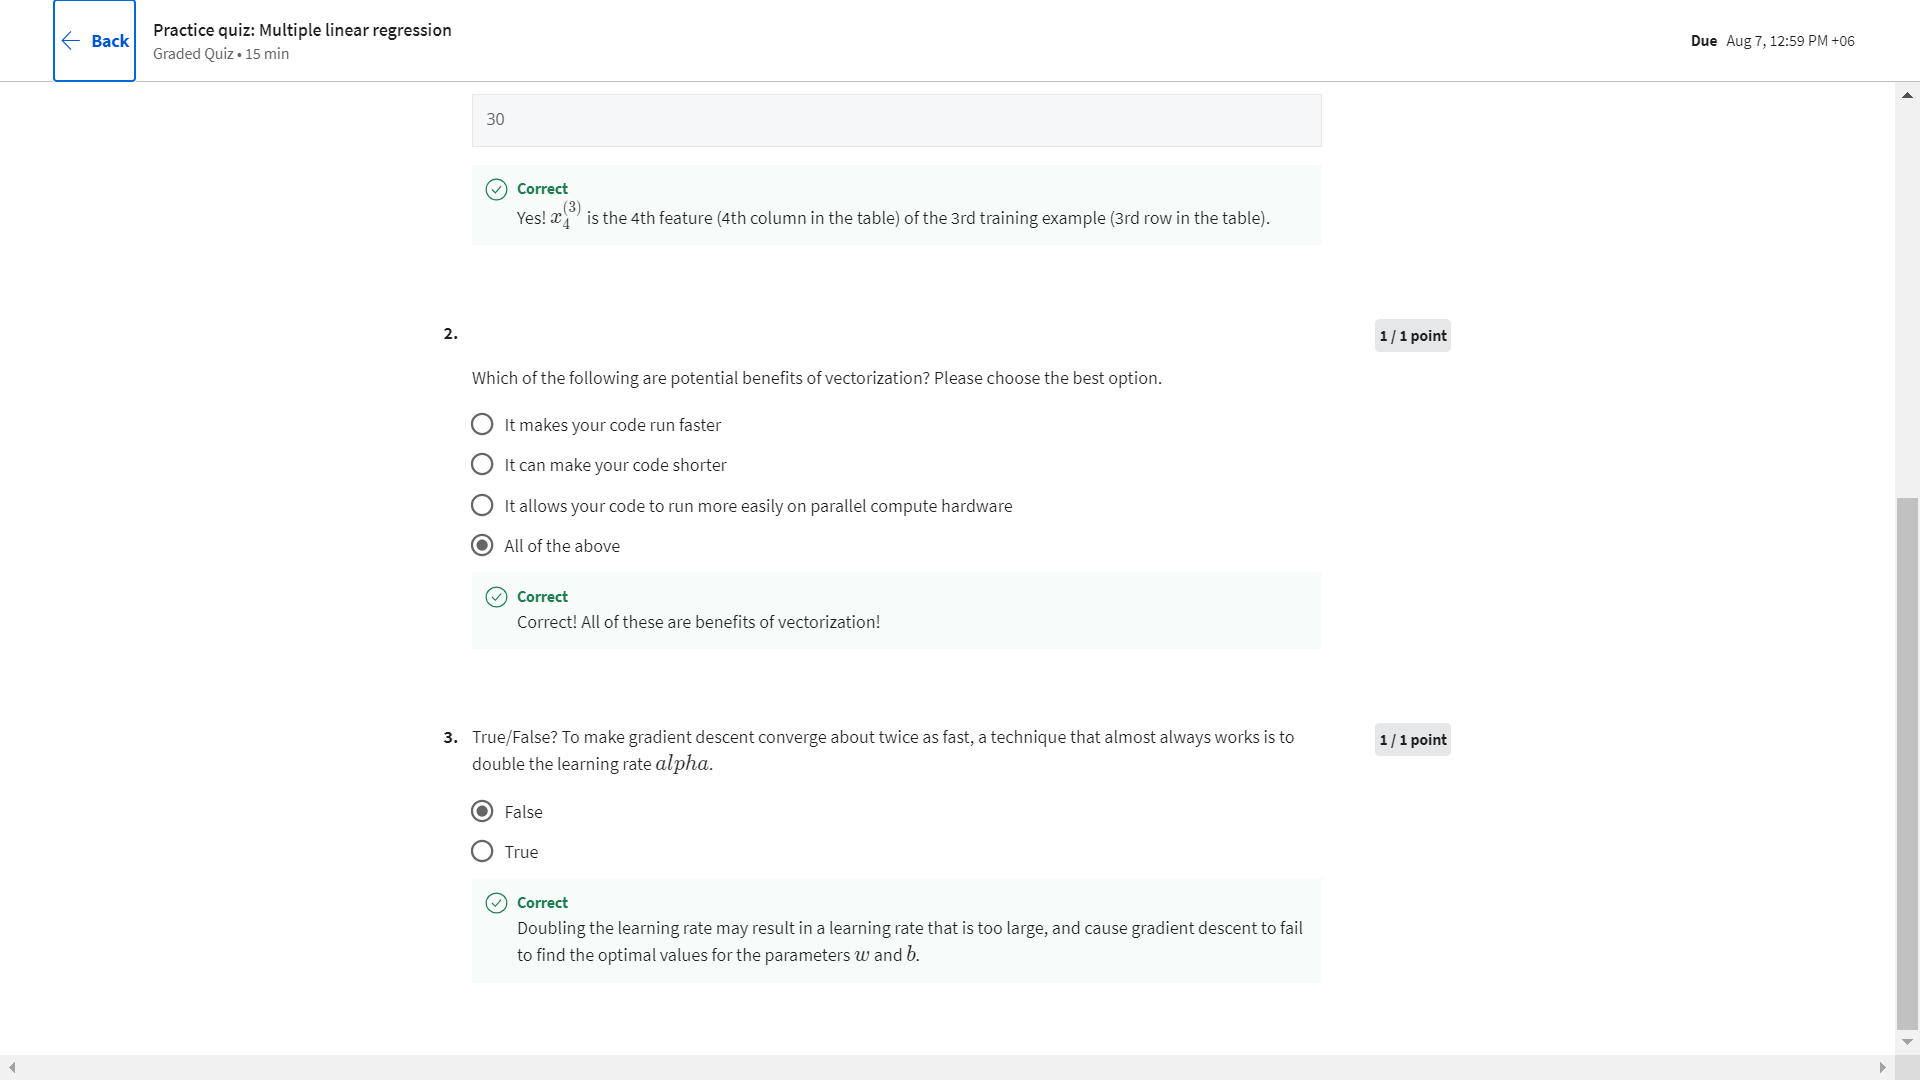 Back
Practice quiz: Multiple linear regression
Graded Quiz • 15 min
Due Aug 7, 12:59 PM +06
30
Correct
Yes! x₄⁽³⁾ is the 4th feature (4th column in the table) of the 3rd training example (3rd row in the table).
2.
1 / 1 point
Which of the following are potential benefits of vectorization? Please choose the best option.
It makes your code run faster
It can make your code shorter
It allows your code to run more easily on parallel compute hardware
All of the above
Correct
Correct! All of these are benefits of vectorization!
3. True/False? To make gradient descent converge about twice as fast, a technique that almost always works is to
double the learning rate alpha.
1 / 1 point
False
True
Correct
Doubling the learning rate may result in a learning rate that is too large, and cause gradient descent to fail
to find the optimal values for the parameters w and b.